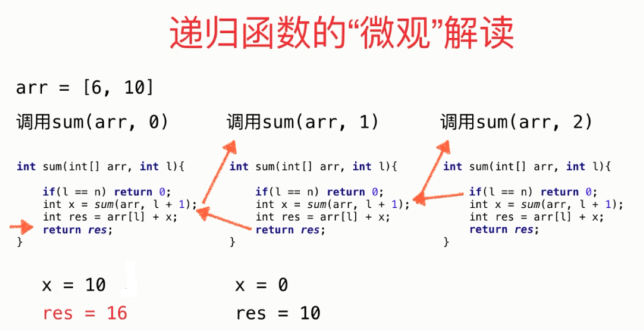 递归函数的“微观”解读
arr = [6, 10]
调用sum(arr, 0)
int sum(int[] arr, int l){
if(l == n) return 0;
int x = sum(arr, l + 1);
int res = arr[l] + x;
return res;
}
x = 10
res = 16
调用sum(arr, 1)
int sum(int[] arr, int l){
if(l == n) return 0;
int x = sum(arr, l + 1);
int res = arr[l] + x;
return res;
}
x = 0
res = 10
调用sum(arr, 2)
int sum(int[] arr, int l){
if(l == n) return 0;
int x = sum(arr, l + 1);
int res = arr[l] + x;
return res;
}